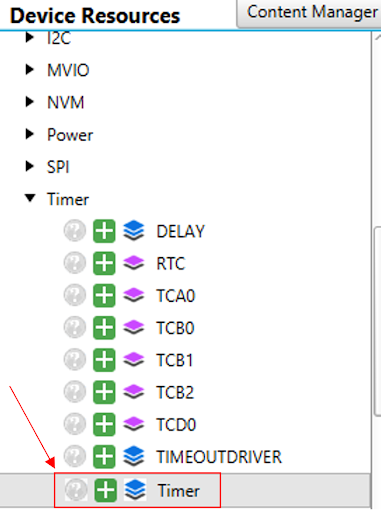 Device Resources
Content Manager
I2C
MVIO
NVM
Power
SPI
Timer
DELAY
RTC
TCA0
TCB0
TCB1
TCB2
TCD0
TIMEOUTDRIVER
Timer